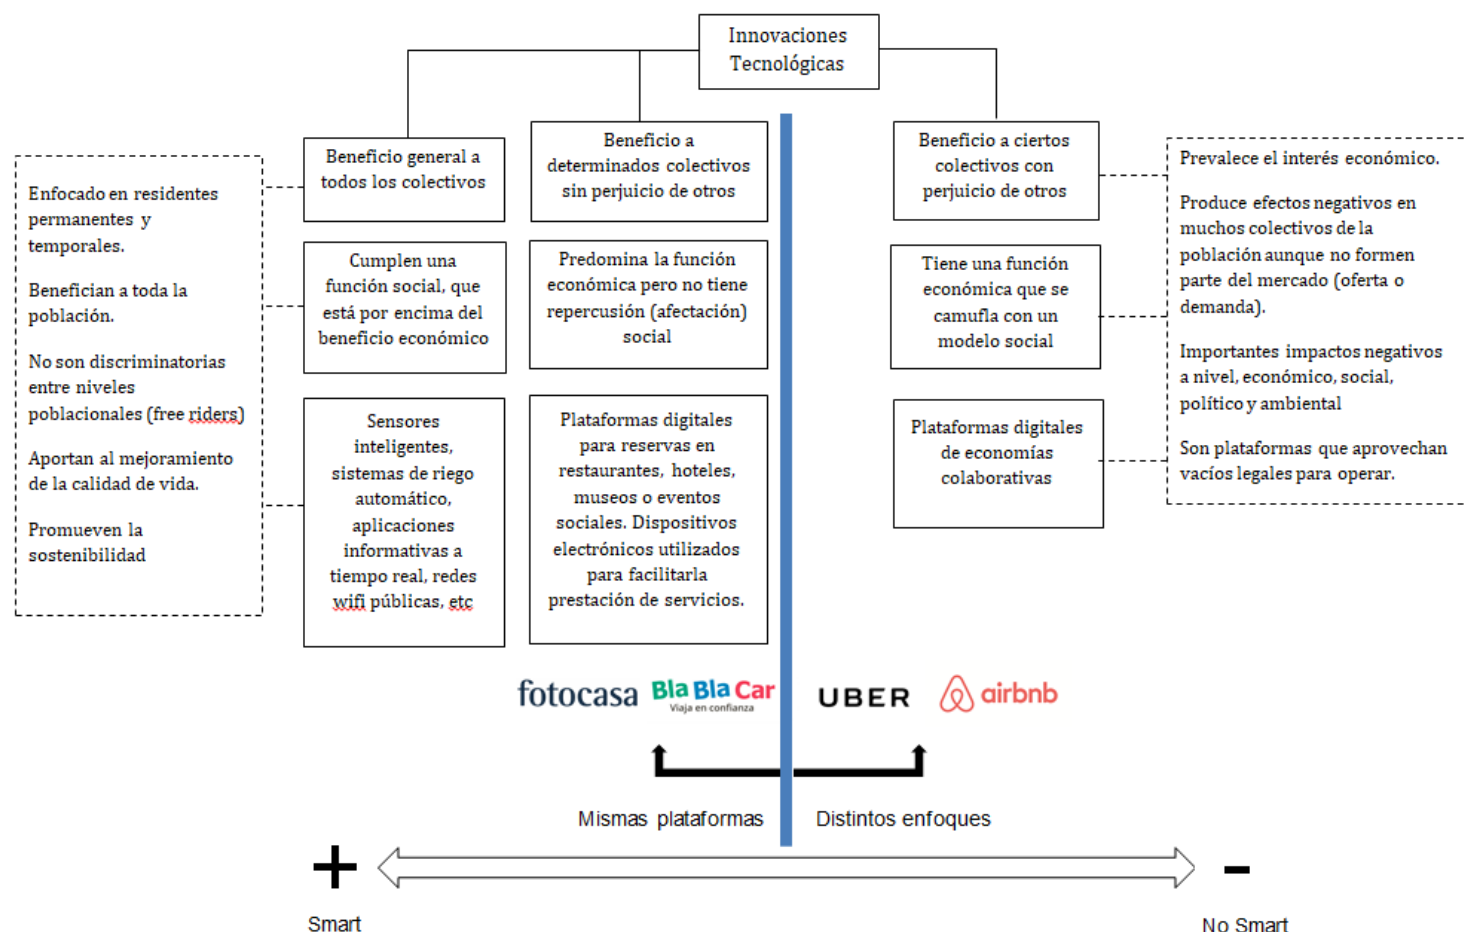 Innovaciones
Tecnológicas
Enfocado en residentes
permanentes y
temporales.
Benefician a toda la
población.
No son discriminatorias
entre niveles
poblacionales (free riders)
Aportan al mejoramiento
de la calidad de vida.
Promueven la
sostenibilidad
Beneficio general a
todos los colectivos
Cumplen una
función social, que
está por encima del
beneficio económico
Sensores
inteligentes,
sistemas de riego
automático,
aplicaciones
informativas a
tiempo real, redes
wifi públicas, etc
Beneficio a
determinados colectivos
sin perjuicio de otros
Predomina la función
económica pero no tiene
repercusión (afectación)
social
Plataformas digitales
para reservas en
restaurantes, hoteles,
museos o eventos
sociales. Dispositivos
electrónicos utilizados
para facilitarla
prestación de servicios.
Beneficio a ciertos
colectivos con
perjuicio de otros
Tiene una función
económica que se
camufla con un
modelo social
Plataformas digitales
de economías
colaborativas
Prevalece el interés económico.
Produce efectos negativos en
muchos colectivos de la
población aunque no formen
parte del mercado (oferta o
demanda).
Importantes impactos negativos
a nivel, económico, social,
político y ambiental
Son plataformas que aprovechan
vacíos legales para operar.
fotocasa
Bla Bla Car
Viaja en confianza
UBER
airbnb
Mismas plataformas
Distintos enfoques
+
-
Smart
No Smart